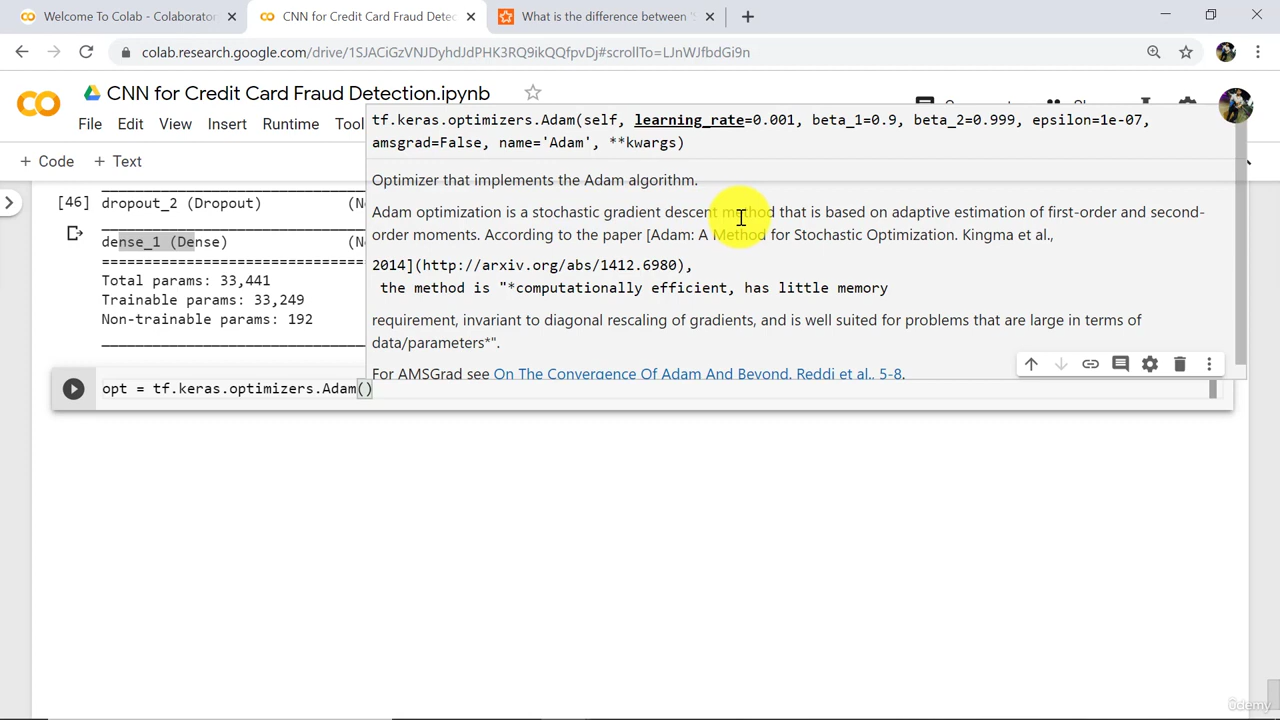 Welcome To Colab - Colaborator
CNN for Credit Card Fraud Detec
What is the difference between
colab.research.google.com/drive/1SJACiGzVNJDyhdJdPHK3RQ9ikQQfpvDj#scrollTo=LJnWJfbdGi9n
CNN for Credit Card Fraud Detection.ipynb
File Edit View Insert Runtime Tool
+ Code + Text
tf.keras.optimizers.Adam(self, learning_rate=0.001, beta_1=0.9, beta_2=0.999, epsilon=1e-07,
amsgrad=False, name='Adam', **kwargs)
Optimizer that implements the Adam algorithm.
Adam optimization is a stochastic gradient descent method that is based on adaptive estimation of first-order and second-
order moments. According to the paper [Adam: A Method for Stochastic Optimization. Kingma et al.,
2014](http://arxiv.org/abs/1412.6980),
the method is "*computationally efficient, has little memory
requirement, invariant to diagonal rescaling of gradients, and is well suited for problems that are large in terms of
data/parameters*".
For AMSGrad see On The Convergence Of Adam And Beyond. Reddi et al., 5-8.
[46] dropout_2 (Dropout) (No
dense_1 (Dense) (No
Total params: 33,441
Trainable params: 33,249
Non-trainable params: 192
opt = tf.keras.optimizers.Adam()
ûdemy